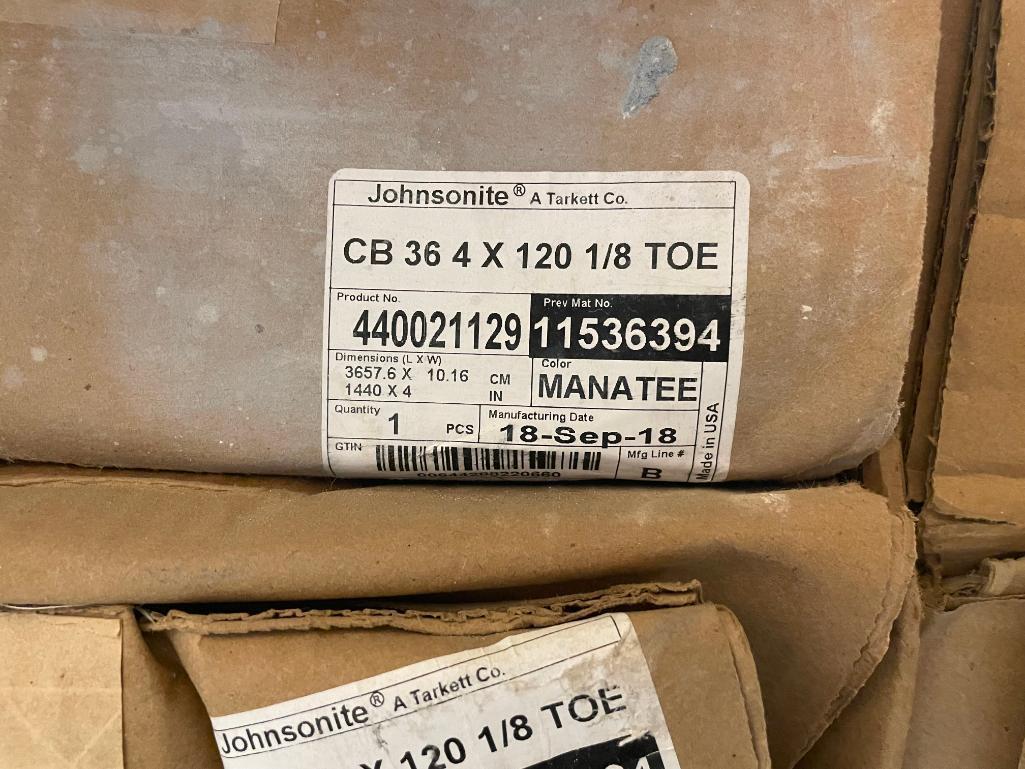 Johnsonite® A Tarkett Co.
CB 36 4 X 120 1/8 TOE
Product No.
440021129
Prev Mat No.
11536394
Dimensions (L X W)
3657.6 X 10.16 CM
1440 X 4 IN
Color
MANATEE
Quantity
1 PCS
Manufacturing Date
18-Sep-18
GTIN
Mfg Line #
B
Made in USA
Johnsonite® A Tarkett Co.
X 120 1/8 TOE